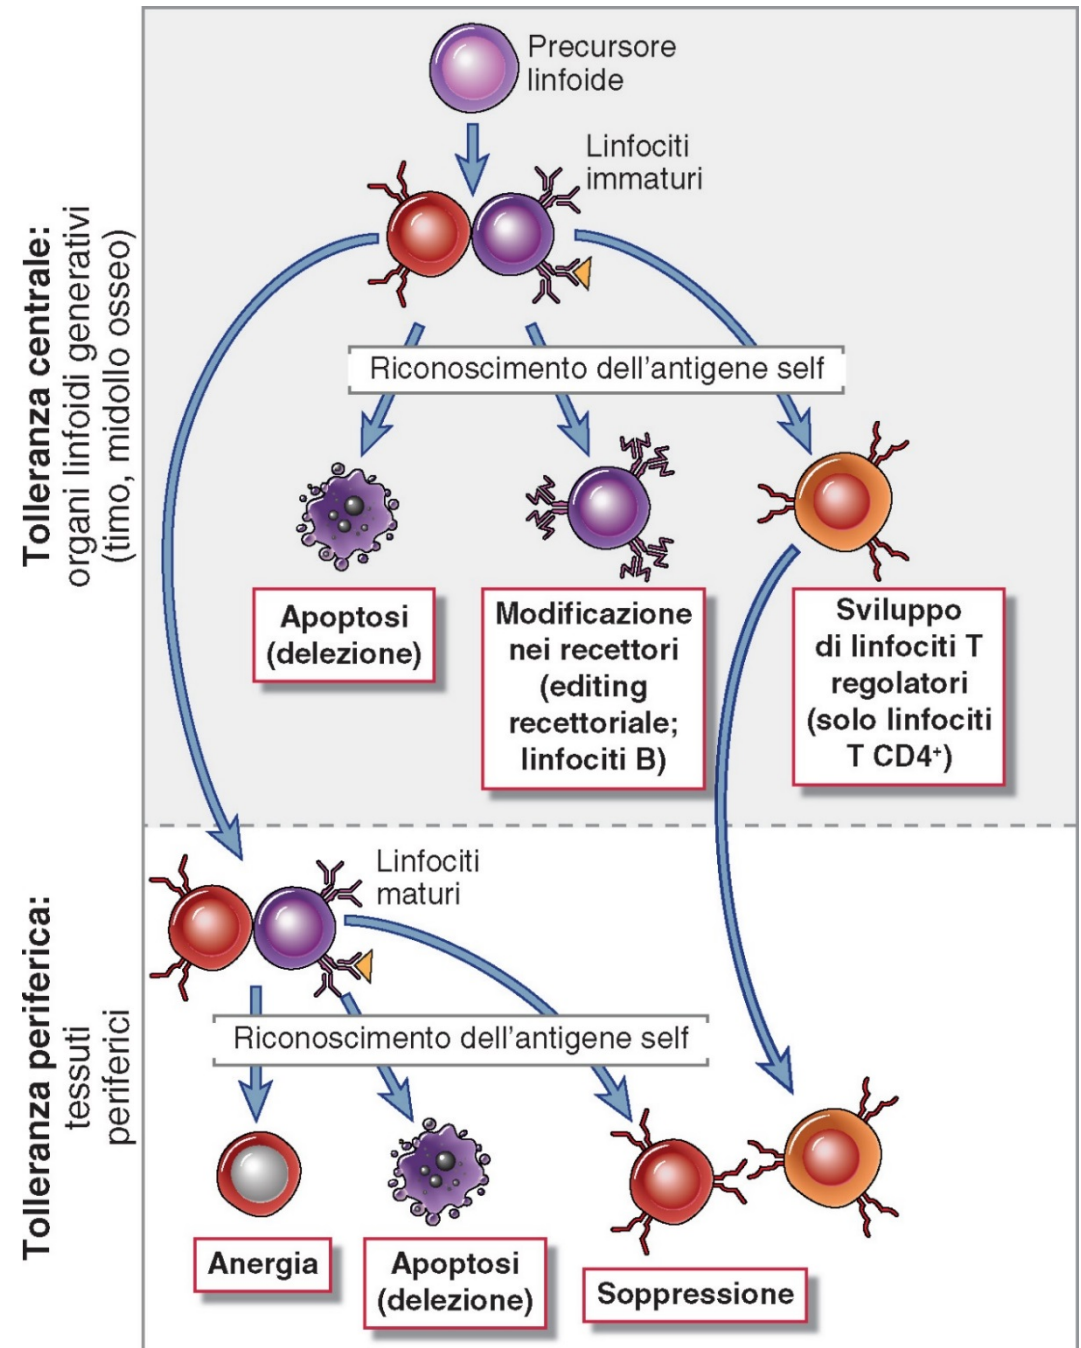 Precursore
linfoide
Linfociti
immaturi
Tolleranza centrale:
organi linfoidi generativi
(timo, midollo osseo)
Riconoscimento dell'antigene self
Apoptosi
(delezione)
Modificazione
nei recettori
(editing
recettoriale;
linfociti B)
Sviluppo
di linfociti T
regolatori
(solo linfociti
T CD4⁺)
Linfociti
maturi
Tolleranza periferica:
tessuti
periferici
Riconoscimento dell'antigene self
Anergia
Apoptosi
(delezione)
Soppressione